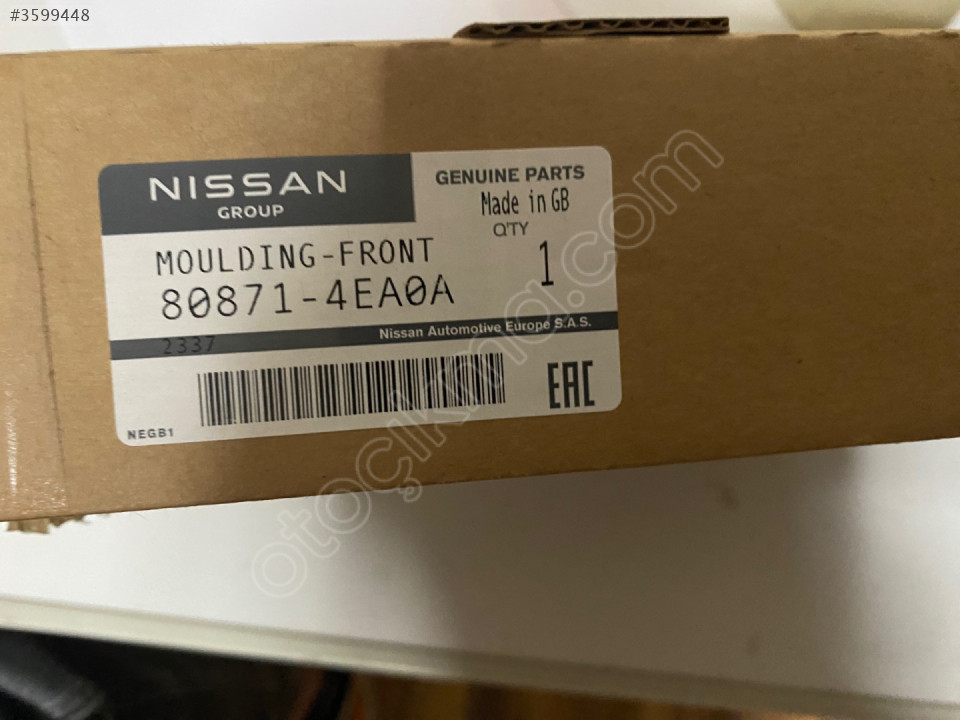 #3599448
NISSAN
GROUP
GENUINE PARTS
Made in GB
Q'TY
1
MOULDING-FRONT
80871-4EA0A
Nissan Automotive Europe S.A.S.
2337
EAC
NEGB1
otoçıkma.com